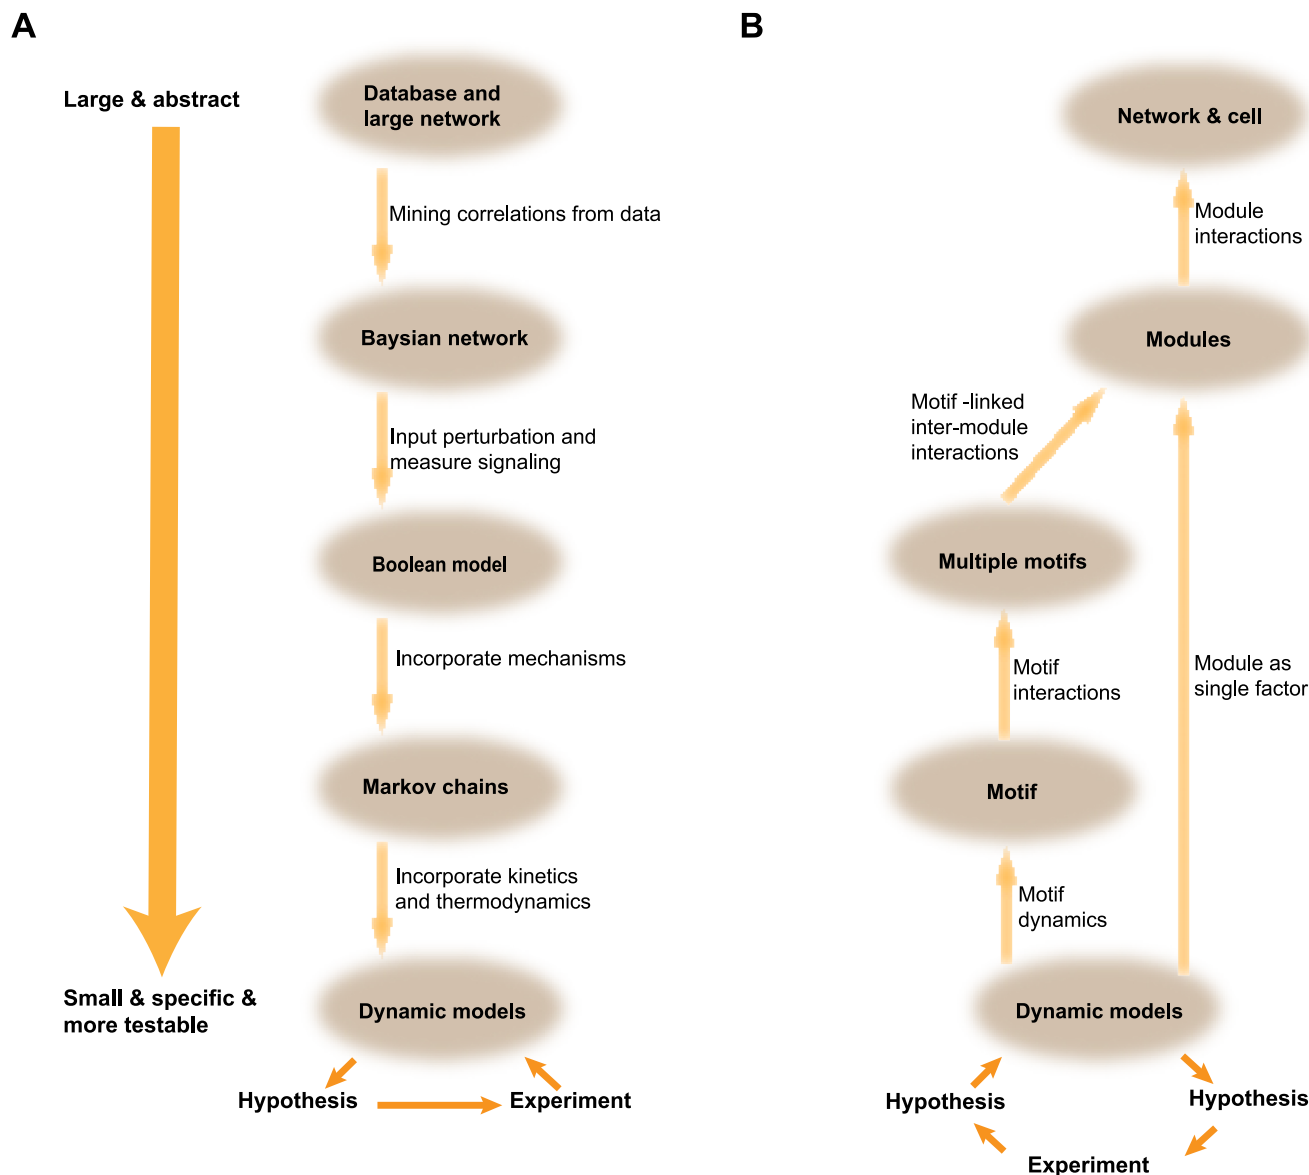 A
Large & abstract
Database and
large network
Mining correlations from data
Baysian network
Input perturbation and
measure signaling
Boolean model
Incorporate mechanisms
Markov chains
Incorporate kinetics
and thermodynamics
Small & specific &
more testable
Dynamic models
Hypothesis
Experiment
B
Network & cell
Module
interactions
Modules
Motif -linked
inter-module
interactions
Multiple motifs
Motif
interactions
Module as
single factor
Motif
Motif
dynamics
Dynamic models
Hypothesis
Hypothesis
Experiment